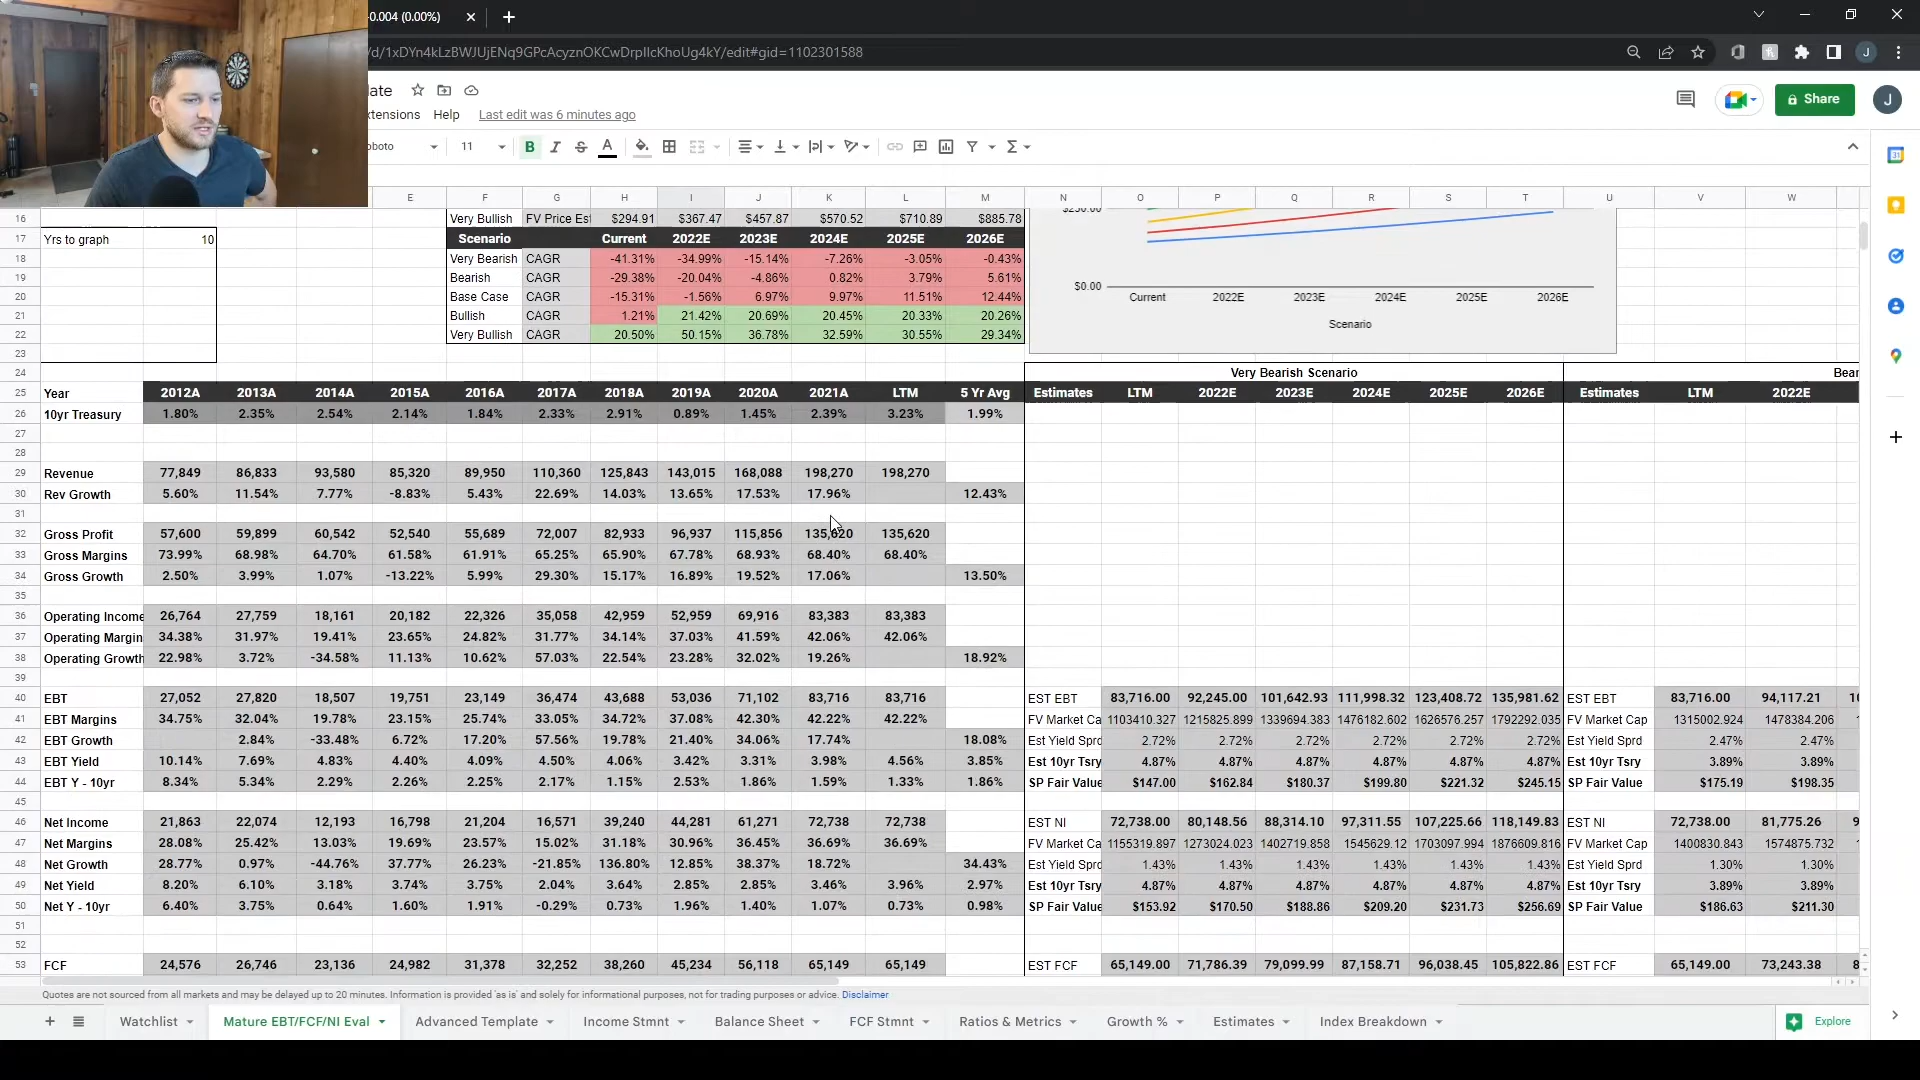 -0.004 (0.00%)
/d/1xDYn4kLzBWJUjENq9GPcAcyznOKCwDrpIlcKhoUg4kY/edit#gid=1102301588
late
xtensions Help Last edit was 6 minutes ago
Share J
oboto 11
E F G H I J K L M N O P Q R S T U V W
16 Very Bullish FV Price Est $294.91 $367.47 $457.87 $570.52 $710.89 $885.78 $250.00
17 Yrs to graph 10 Scenario Current 2022E 2023E 2024E 2025E 2026E
18 Very Bearish CAGR -41.31% -34.99% -15.14% -7.26% -3.05% -0.43%
19 Bearish CAGR -29.38% -20.04% -4.86% 0.82% 3.79% 5.61%
$0.00
20 Base Case CAGR -15.31% -1.56% 6.97% 9.97% 11.51% 12.44% Current 2022E 2023E 2024E 2025E 2026E
21 Bullish CAGR 1.21% 21.42% 20.69% 20.45% 20.33% 20.26%
Scenario
22 Very Bullish CAGR 20.50% 50.15% 36.78% 32.59% 30.55% 29.34%
23
24 Very Bearish Scenario Bear
25 Year 2012A 2013A 2014A 2015A 2016A 2017A 2018A 2019A 2020A 2021A LTM 5 Yr Avg Estimates LTM 2022E 2023E 2024E 2025E 2026E Estimates LTM 2022E
26 10yr Treasury 1.80% 2.35% 2.54% 2.14% 1.84% 2.33% 2.91% 0.89% 1.45% 2.39% 3.23% 1.99%
27
28
29 Revenue 77,849 86,833 93,580 85,320 89,950 110,360 125,843 143,015 168,088 198,270 198,270
30 Rev Growth 5.60% 11.54% 7.77% -8.83% 5.43% 22.69% 14.03% 13.65% 17.53% 17.96% 12.43%
31
32 Gross Profit 57,600 59,899 60,542 52,540 55,689 72,007 82,933 96,937 115,856 135,620 135,620
33 Gross Margins 73.99% 68.98% 64.70% 61.58% 61.91% 65.25% 65.90% 67.78% 68.93% 68.40% 68.40%
34 Gross Growth 2.50% 3.99% 1.07% -13.22% 5.99% 29.30% 15.17% 16.89% 19.52% 17.06% 13.50%
35
36 Operating Income 26,764 27,759 18,161 20,182 22,326 35,058 42,959 52,959 69,916 83,383 83,383
37 Operating Margin 34.38% 31.97% 19.41% 23.65% 24.82% 31.77% 34.14% 37.03% 41.59% 42.06% 42.06%
38 Operating Growth 22.98% 3.72% -34.58% 11.13% 10.62% 57.03% 22.54% 23.28% 32.02% 19.26% 18.92%
39
40 EBT 27,052 27,820 18,507 19,751 23,149 36,474 43,688 53,036 71,102 83,716 83,716 EST EBT 83,716.00 92,245.00 101,642.93 111,998.32 123,408.72 135,981.62 EST EBT 83,716.00 94,117.21 10
41 EBT Margins 34.75% 32.04% 19.78% 23.15% 25.74% 33.05% 34.72% 37.08% 42.30% 42.22% 42.22% FV Market Ca 1103410.327 1215825.899 1339694.383 1476182.602 1626576.257 1792292.035 FV Market Cap 1315002.924 1478384.206
42 EBT Growth 2.84% -33.48% 6.72% 17.20% 57.56% 19.78% 21.40% 34.06% 17.74% 18.08% Est Yield Sprd 2.72% 2.72% 2.72% 2.72% 2.72% 2.72% Est Yield Sprd 2.47% 2.47%
43 EBT Yield 10.14% 7.69% 4.83% 4.40% 4.09% 4.50% 4.06% 3.42% 3.31% 3.98% 4.56% 3.85% Est 10yr Tsry 4.87% 4.87% 4.87% 4.87% 4.87% 4.87% Est 10yr Tsry 3.89% 3.89%
44 EBT Y - 10yr 8.34% 5.34% 2.29% 2.26% 2.25% 2.17% 1.15% 2.53% 1.86% 1.59% 1.33% 1.86% SP Fair Value $147.00 $162.84 $180.37 $199.80 $221.32 $245.15 SP Fair Value $175.19 $198.35
45
46 Net Income 21,863 22,074 12,193 16,798 21,204 16,571 39,240 44,281 61,271 72,738 72,738 EST NI 72,738.00 80,148.56 88,314.10 97,311.55 107,225.66 118,149.83 EST NI 72,738.00 81,775.26 9
47 Net Margins 28.08% 25.42% 13.03% 19.69% 23.57% 15.02% 31.18% 30.96% 36.45% 36.69% 36.69% FV Market Ca 1155319.897 1273024.023 1402719.858 1545629.12 1703097.994 1876609.816 FV Market Cap 1400830.843 1574875.732
48 Net Growth 28.77% 0.97% -44.76% 37.77% 26.23% -21.85% 136.80% 12.85% 38.37% 18.72% 34.43% Est Yield Sprd 1.43% 1.43% 1.43% 1.43% 1.43% 1.43% Est Yield Sprd 1.30% 1.30%
49 Net Yield 8.20% 6.10% 3.18% 3.74% 3.75% 2.04% 3.64% 2.85% 2.85% 3.46% 3.96% 2.97% Est 10yr Tsry 4.87% 4.87% 4.87% 4.87% 4.87% 4.87% Est 10yr Tsry 3.89% 3.89%
50 Net Y - 10yr 6.40% 3.75% 0.64% 1.60% 1.91% -0.29% 0.73% 1.96% 1.40% 1.07% 0.73% 0.98% SP Fair Value $153.92 $170.50 $188.86 $209.20 $231.73 $256.69 SP Fair Value $186.63 $211.30
51
52
53 FCF 24,576 26,746 23,136 24,982 31,378 32,252 38,260 45,234 56,118 65,149 65,149 EST FCF 65,149.00 71,786.39 79,099.99 87,158.71 96,038.45 105,822.86 EST FCF 65,149.00 73,243.38 8
Quotes are not sourced from all markets and may be delayed up to 20 minutes. Information is provided 'as is' and solely for informational purposes, not for trading purposes or advice. Disclaimer
Watchlist Mature EBT/FCF/NI Eval Advanced Template Income Stmnt Balance Sheet FCF Stmnt Ratios & Metrics Growth % Estimates Index Breakdown Explore